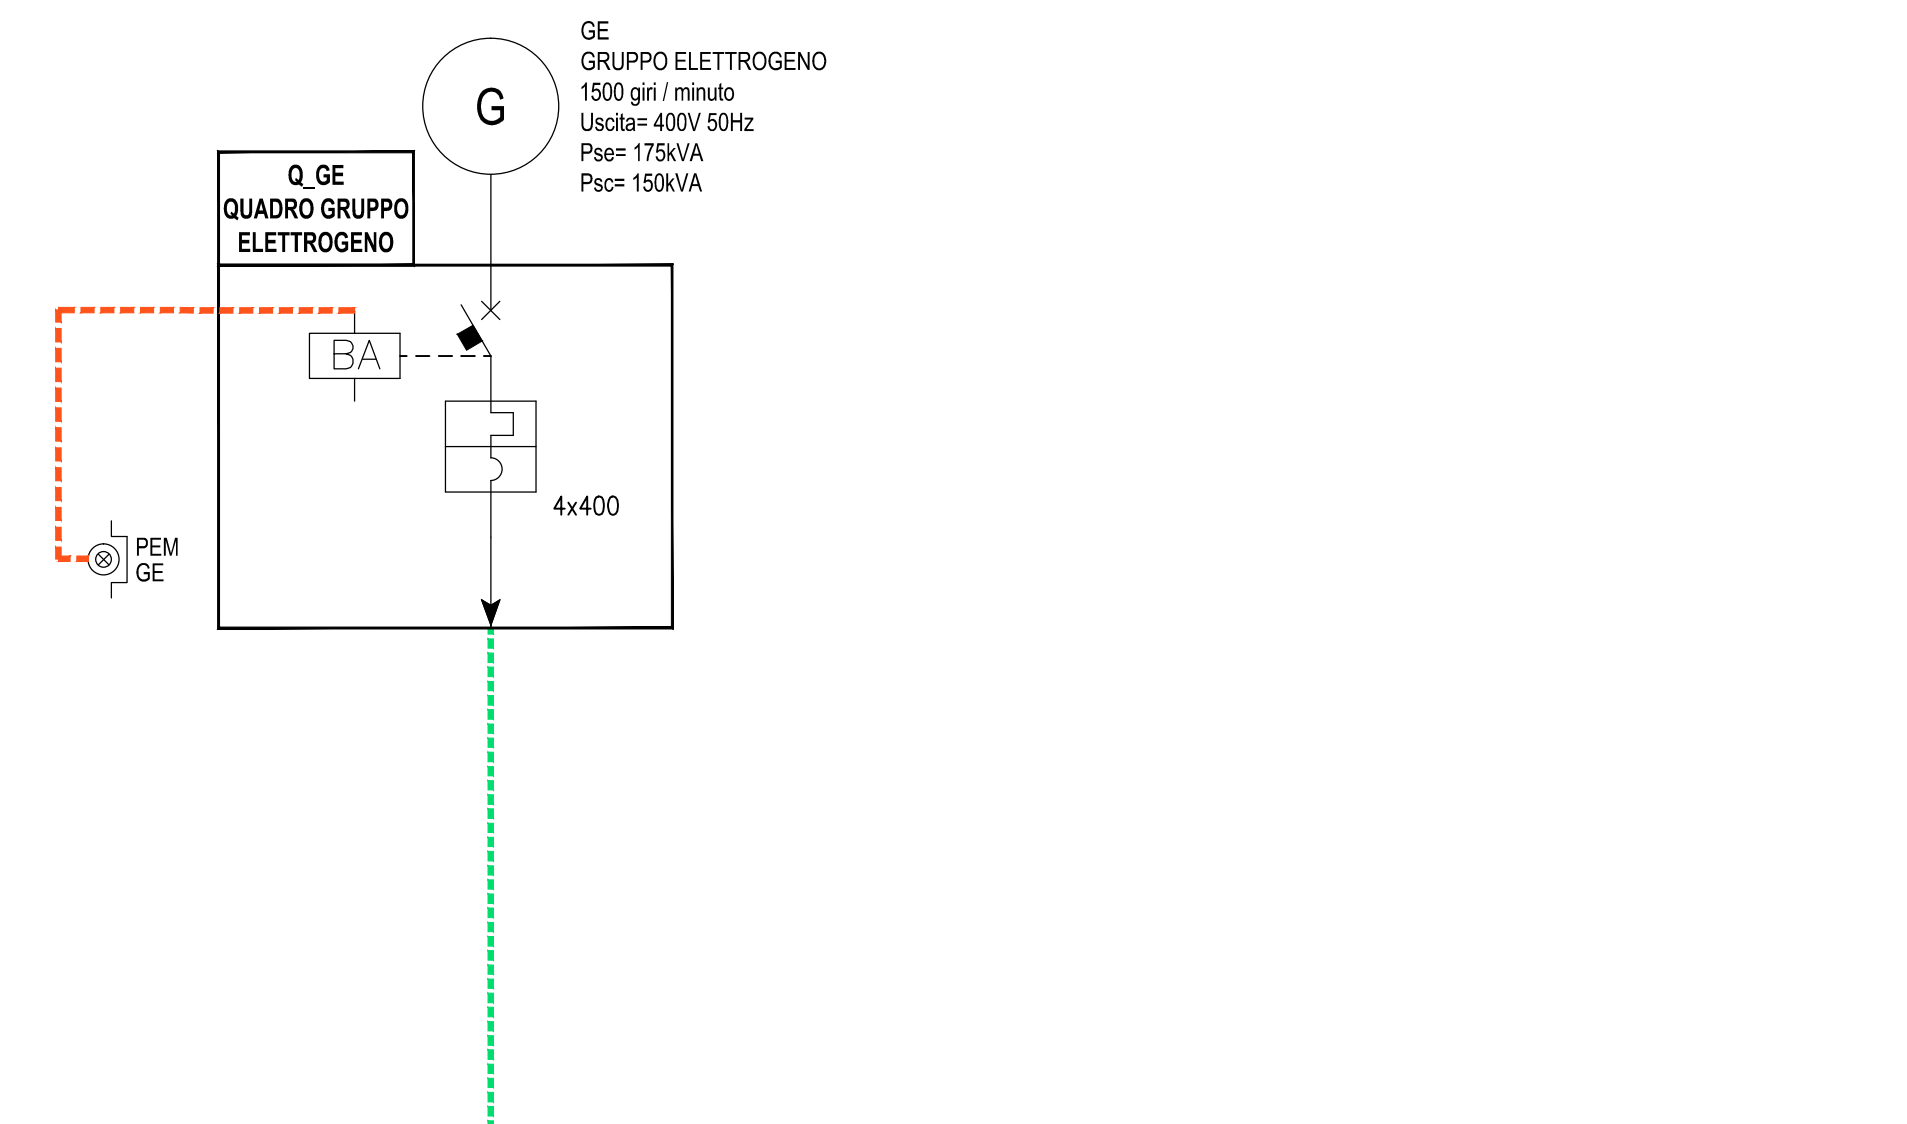 GE
GRUPPO ELETTROGENO
1500 giri / minuto
Uscita= 400V 50Hz
Pse= 175kVA
Psc= 150kVA
G
Q_GE
QUADRO GRUPPO
ELETTROGENO
BA
4x400
PEM
GE